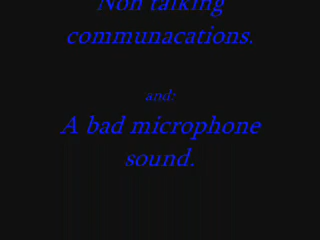 Non talking
communacations.
and:
A bad microphone
sound.